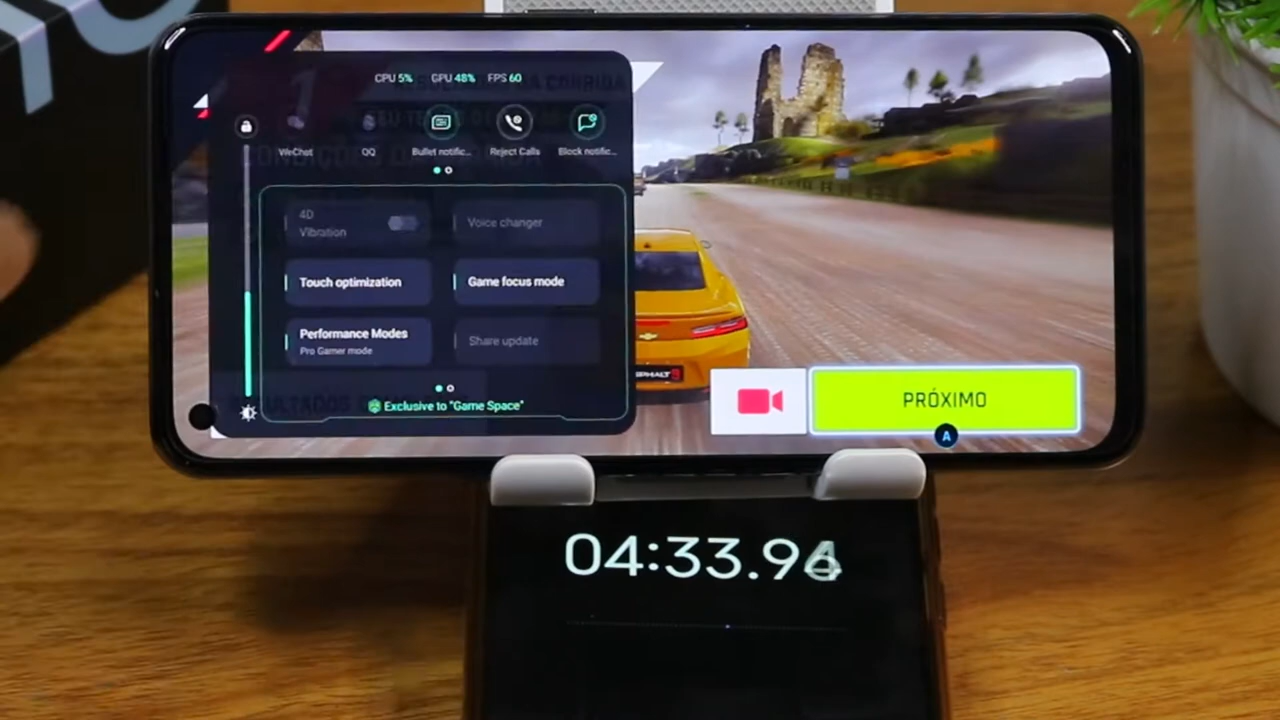 CPU 5% GPU 48% FPS 60
WeChat QQ Bullet notific... Reject Calls Block notific...
4D
Vibration
Voice changer
Touch optimization
Game focus mode
Performance Modes
Pro Gamer mode
Share update
Exclusive to "Game Space"
PRÓXIMO
A
04:33.9